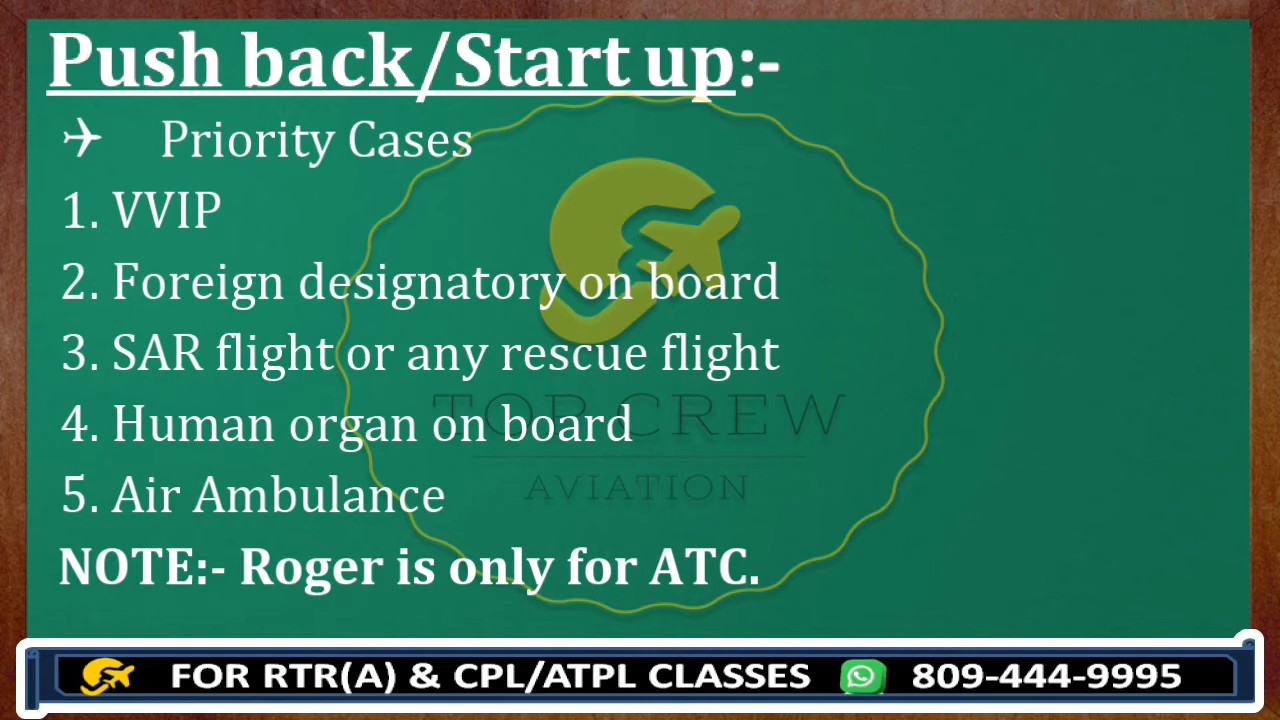 Push back/Start up:-
✈ Priority Cases
1. VVIP
2. Foreign designatory on board
3. SAR flight or any rescue flight
4. Human organ on board
5. Air Ambulance
NOTE:- Roger is only for ATC.
TOP CREW
AVIATION
FOR RTR(A) & CPL/ATPL CLASSES 809-444-9995